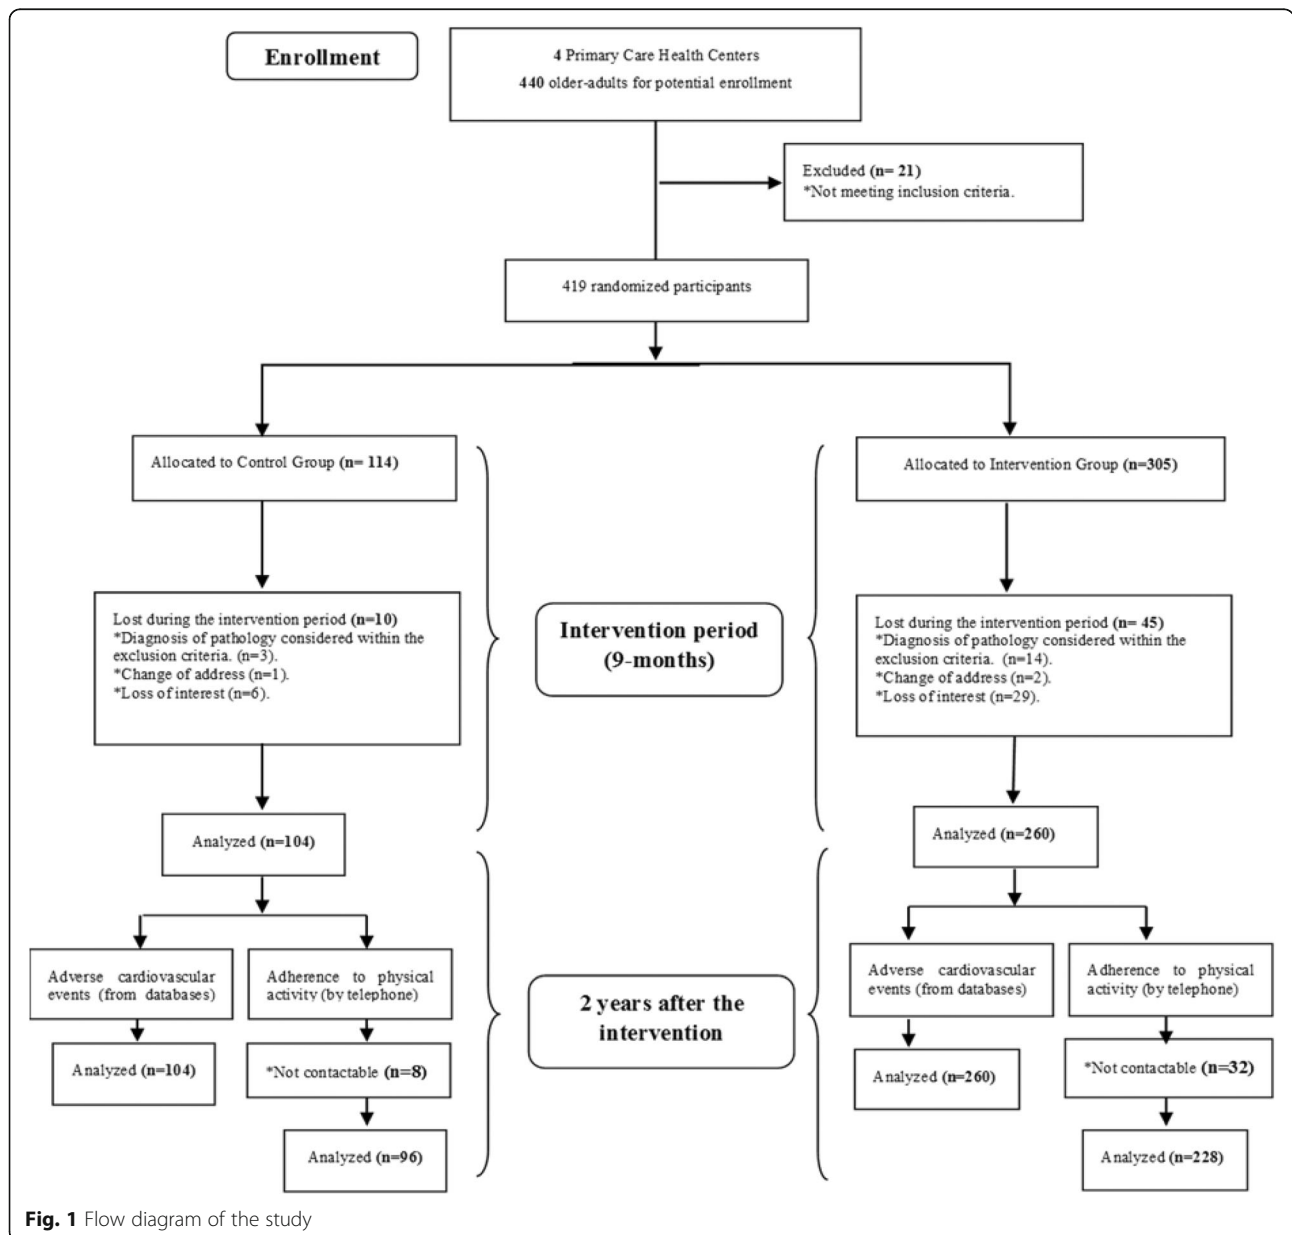 Enrollment
4 Primary Care Health Centers
440 older-adults for potential enrollment
Excluded (n= 21)
*Not meeting inclusion criteria.
419 randomized participants
Allocated to Control Group (n= 114)
Allocated to Intervention Group (n=305)
Lost during the intervention period (n=10)
*Diagnosis of pathology considered within the
exclusion criteria. (n=3).
*Change of address (n=1).
*Loss of interest (n=6).
Intervention period
(9-months)
Lost during the intervention period (n= 45)
*Diagnosis of pathology considered within the
exclusion criteria. (n=14).
*Change of address (n=2).
*Loss of interest (n=29).
Analyzed (n=104)
Analyzed (n=260)
Adverse cardiovascular
events (from databases)
Adherence to physical
activity (by telephone)
2 years after the
intervention
Adverse cardiovascular
events (from databases)
Adherence to physical
activity (by telephone)
Analyzed (n=104)
*Not contactable (n=8)
Analyzed (n=260)
*Not contactable (n=32)
Analyzed (n=96)
Analyzed (n=228)
Fig. 1 Flow diagram of the study